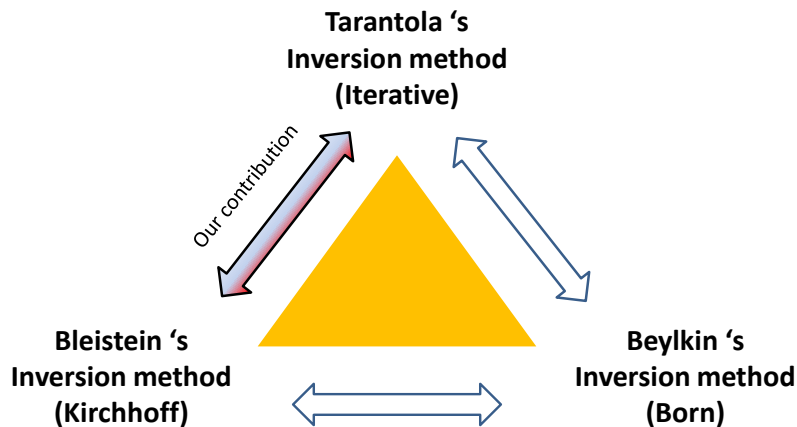 Tarantola ‘s
Inversion method
(Iterative)
Our contribution
Bleistein ‘s
Inversion method
(Kirchhoff)
Beylkin ‘s
Inversion method
(Born)